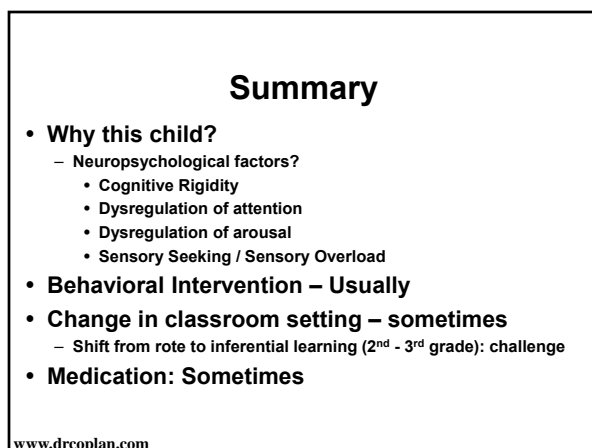 Summary
• Why this child?
– Neuropsychological factors?
• Cognitive Rigidity
• Dysregulation of attention
• Dysregulation of arousal
• Sensory Seeking / Sensory Overload
• Behavioral Intervention – Usually
• Change in classroom setting – sometimes
– Shift from rote to inferential learning (2nd - 3rd grade): challenge
• Medication: Sometimes
www.drcoplan.com